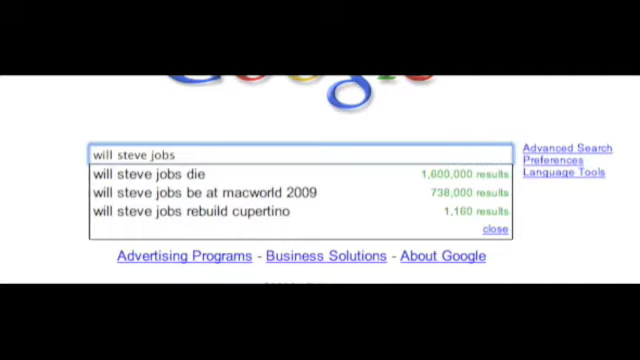 Google
will steve jobs
Advanced Search
Preferences
Language Tools
will steve jobs die 1,600,000 results
will steve jobs be at macworld 2009 738,000 results
will steve jobs rebuild cupertino 1,160 results
close
Advertising Programs - Business Solutions - About Google